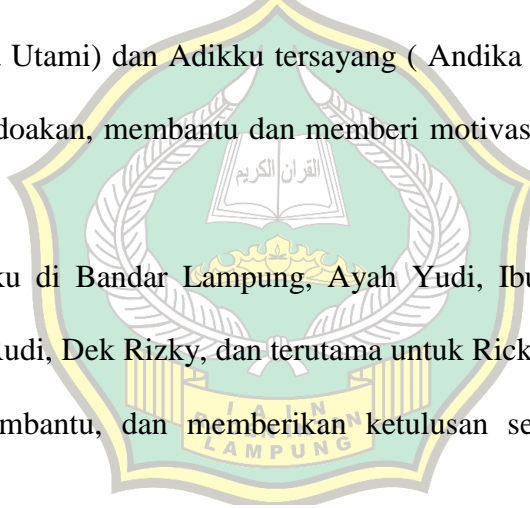 Utami) dan Adikku tersayang ( Andika
doakan, membantu dan memberi motivas
القرآن الكريم
ku di Bandar Lampung, Ayah Yudi, Ibu
Rudi, Dek Rizky, dan terutama untuk Rick
mbantu, dan memberikan ketulusan se
I A I N
LAMPUNG